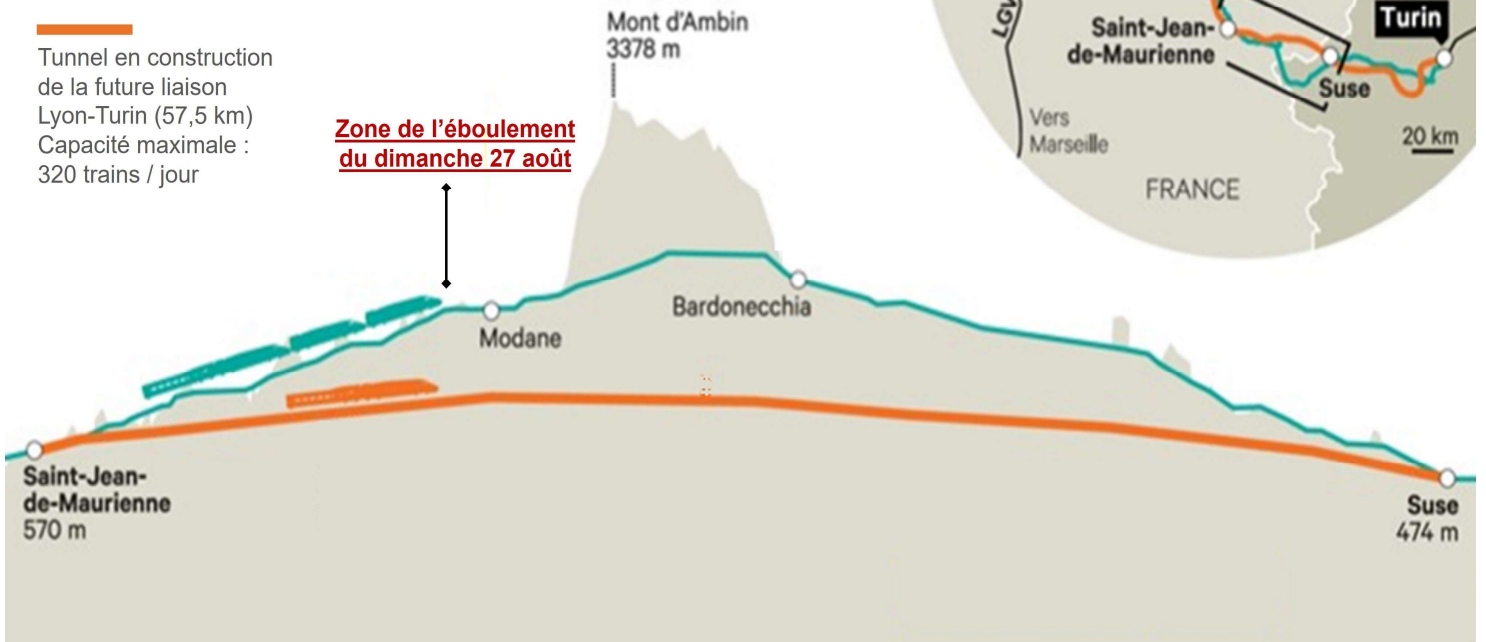 Tunnel en construction
de la future liaison
Lyon-Turin (57,5 km)
Capacité maximale :
320 trains / jour
Zone de l’éboulement
du dimanche 27 août
Mont d’Ambin
3378 m
LGV
Saint-Jean-
de-Maurienne
Turin
Suse
Vers
Marseille
20 km
FRANCE
Modane
Bardonecchia
Saint-Jean-
de-Maurienne
570 m
Suse
474 m